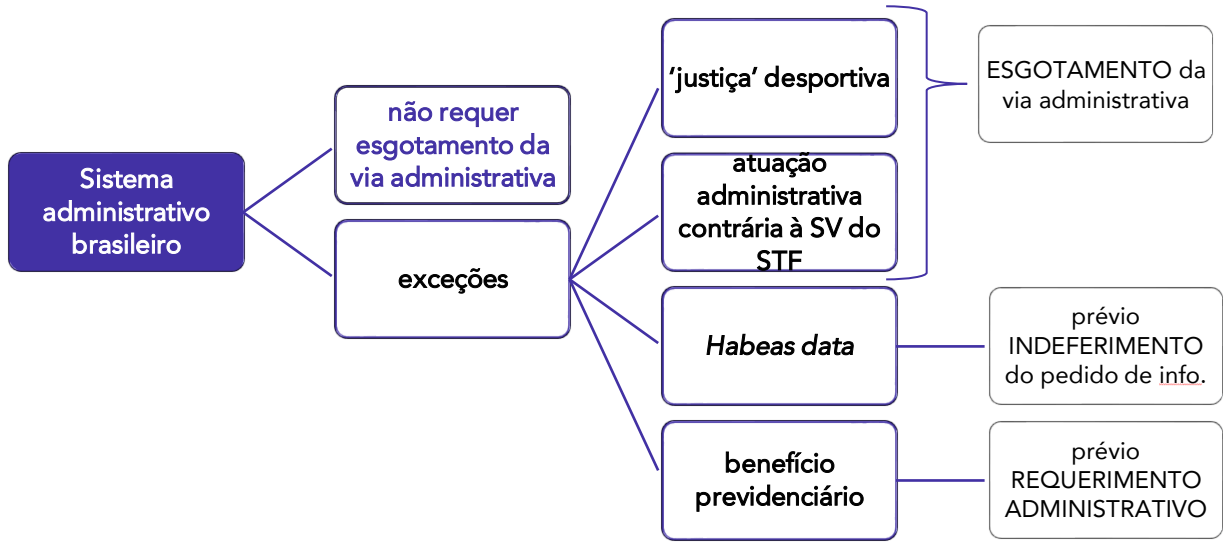 Sistema
administrativo
brasileiro
não requer
esgotamento da
via administrativa
exceções
'justiça' desportiva
atuação
administrativa
contrária à SV do
STF
ESGOTAMENTO da
via administrativa
Habeas data
prévio
INDEFERIMENTO
do pedido de info.
benefício
previdenciário
prévio
REQUERIMENTO
ADMINISTRATIVO